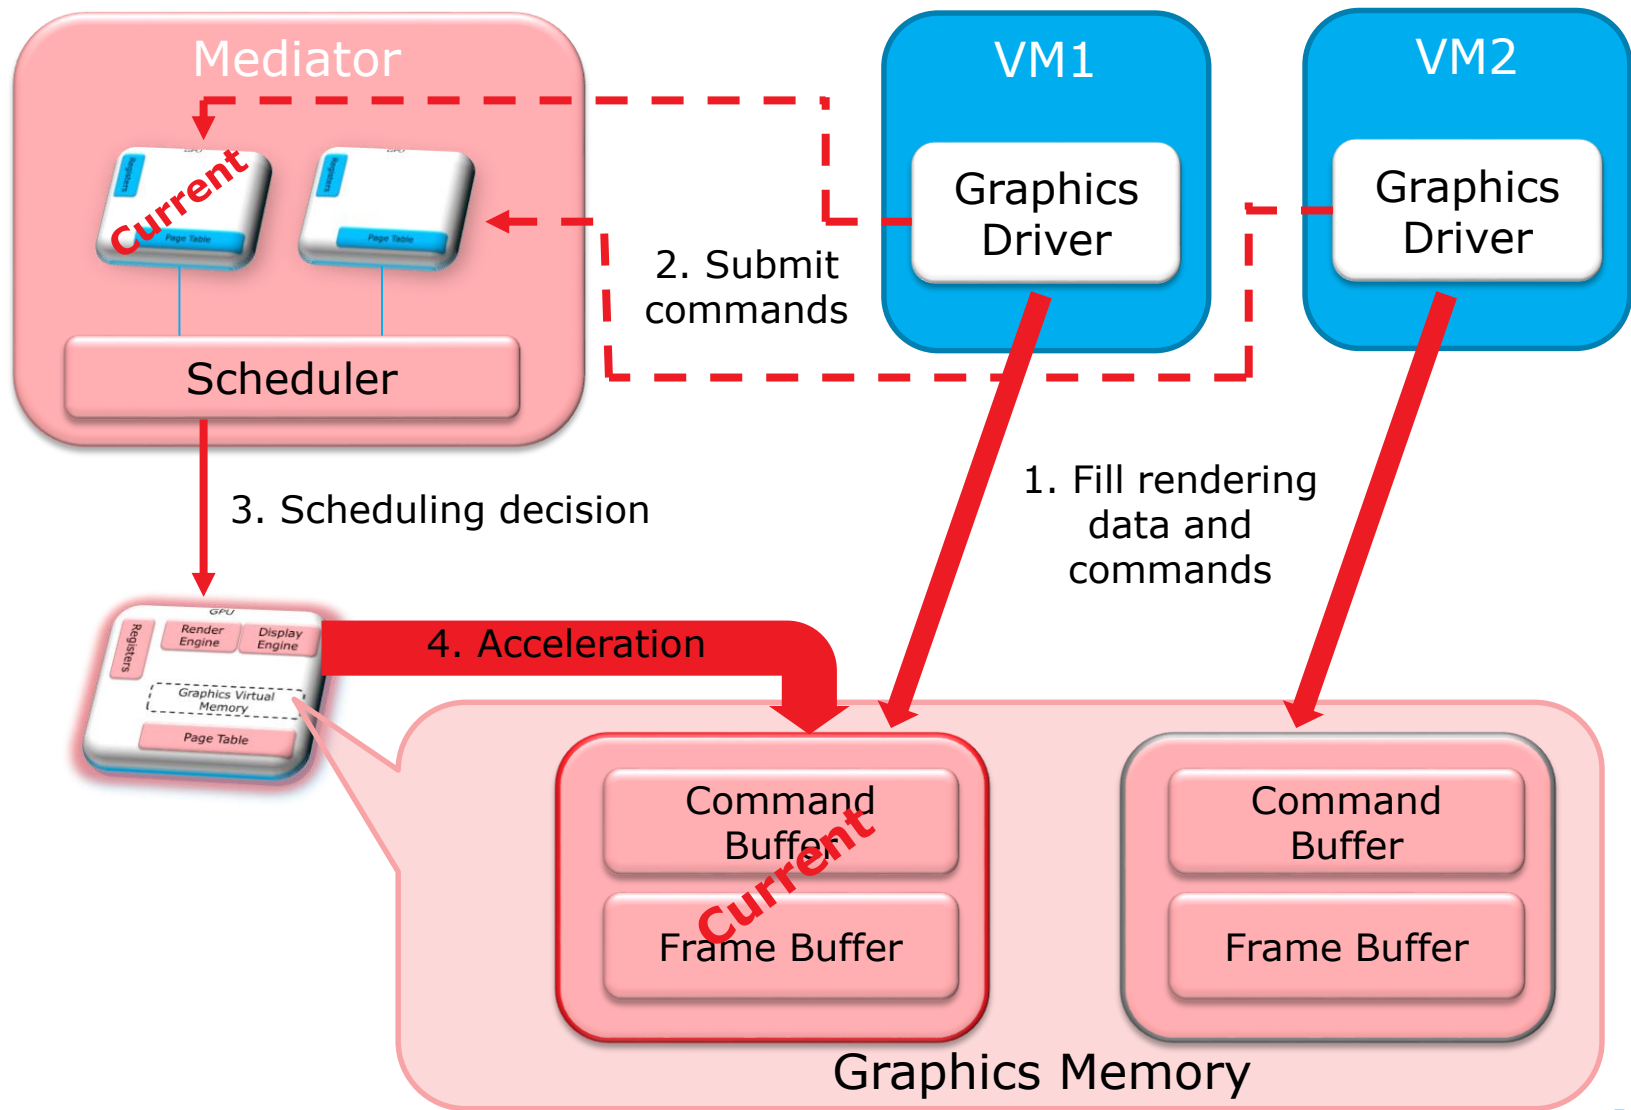 Mediator
VM1
VM2
GPU
Registers
Current
Page Table
GPU
Registers
Page Table
Graphics
Driver
Graphics
Driver
2. Submit
commands
Scheduler
1. Fill rendering
data and
commands
3. Scheduling decision
GPU
Registers
Render
Engine
Display
Engine
Graphics Virtual
Memory
Page Table
4. Acceleration
Command
Buffer
Current
Frame Buffer
Command
Buffer
Frame Buffer
Graphics Memory